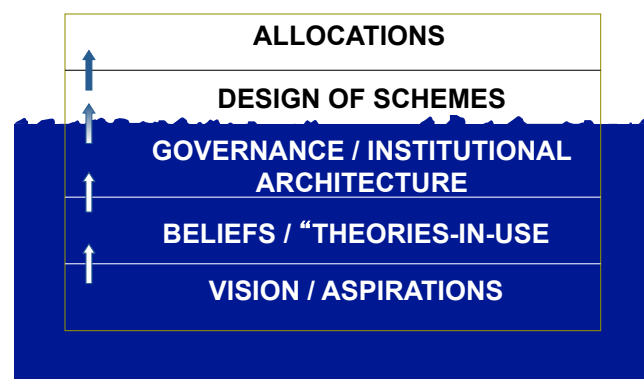 ALLOCATIONS
DESIGN OF SCHEMES
GOVERNANCE / INSTITUTIONAL
ARCHITECTURE
BELIEFS / “THEORIES-IN-USE
VISION / ASPIRATIONS